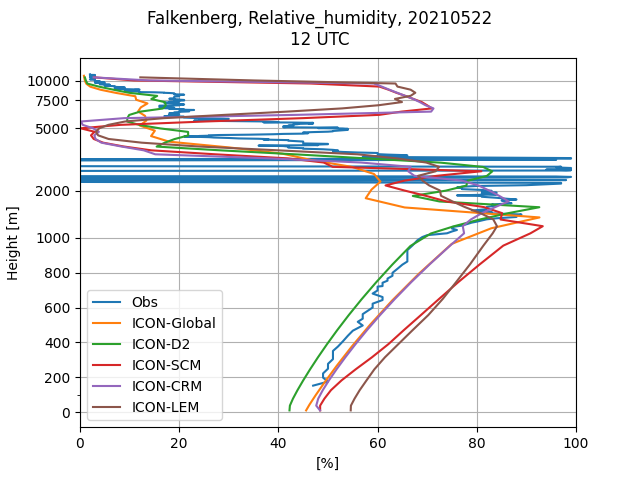 Falkenberg, Relative_humidity, 20210522
12 UTC
10000
7500
5000
2000
1000
800
600
400
200
0
Height [m]
Obs
ICON-Global
ICON-D2
ICON-SCM
ICON-CRM
ICON-LEM
0 20 40 60 80 100
[%]